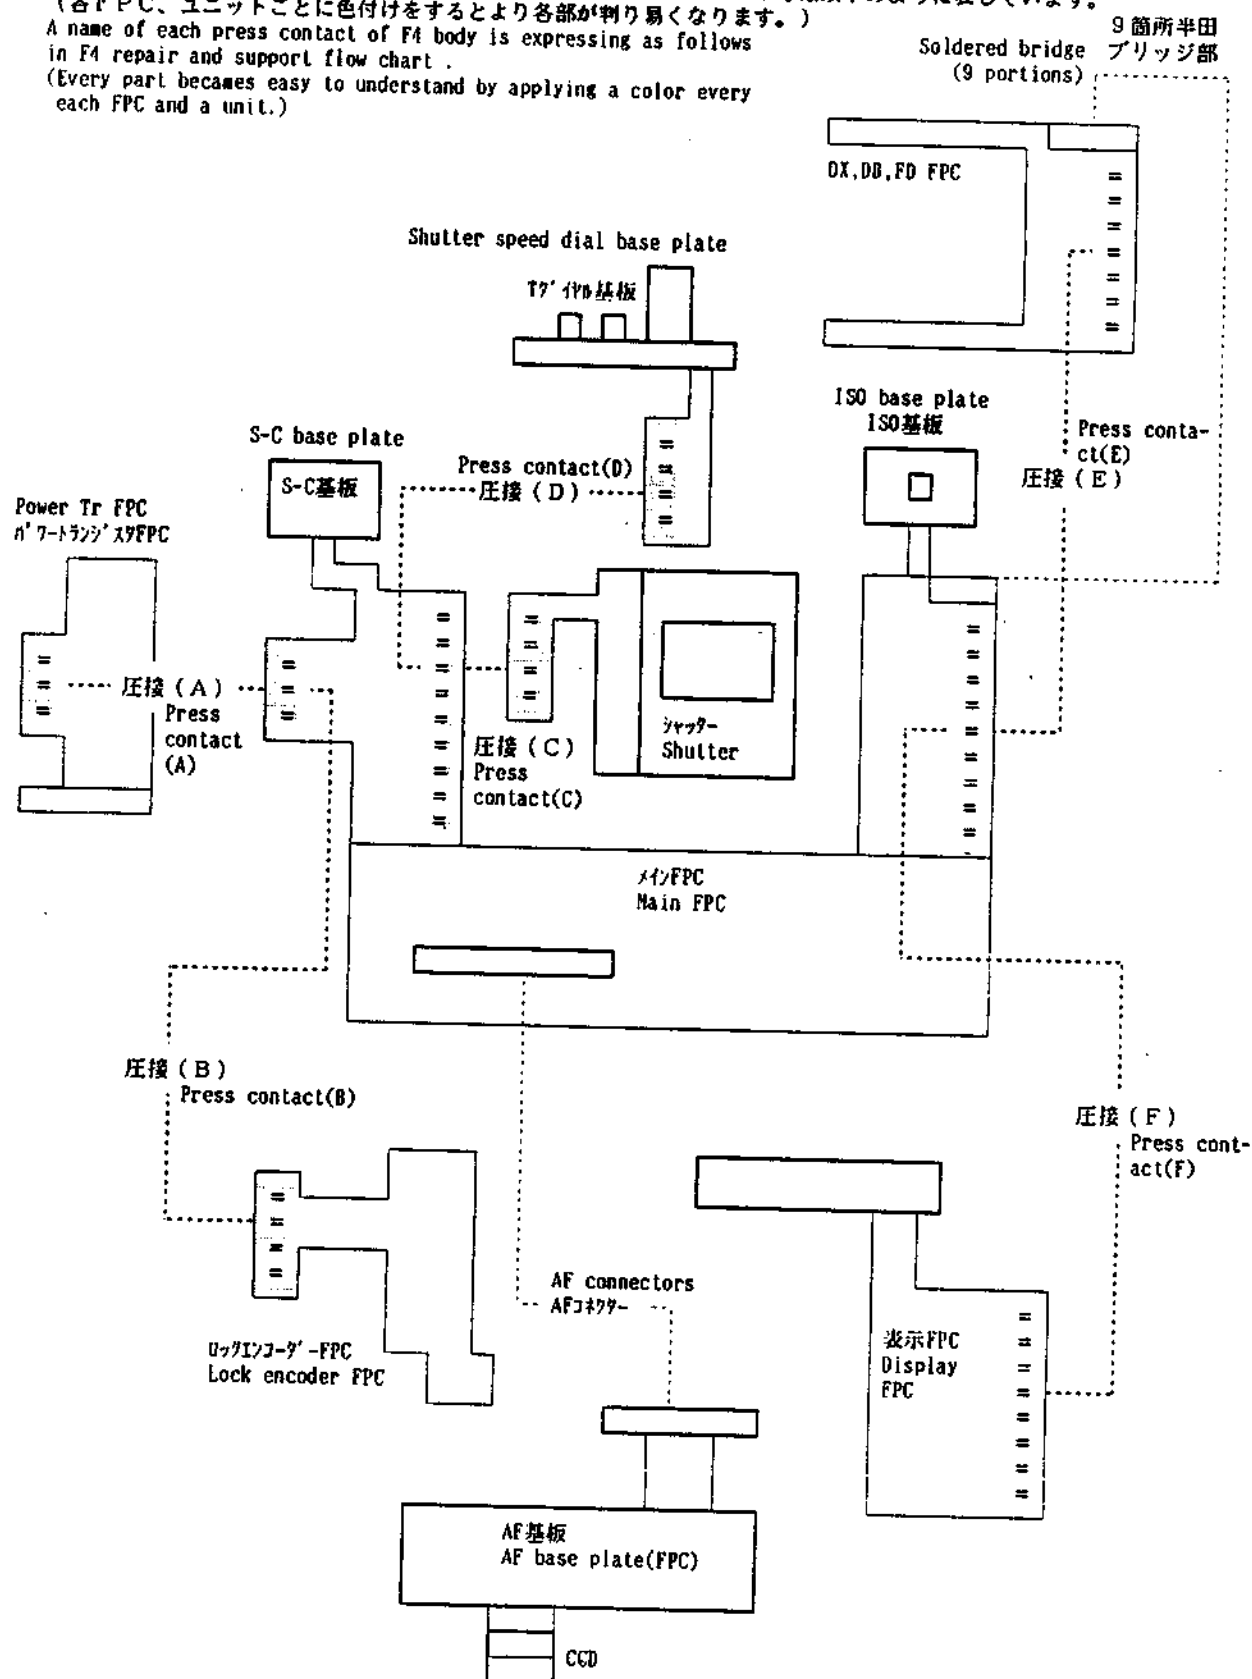 (各FPC、ユニットごとに色付けをするとより各部が判り易くなります。)
A name of each press contact of F4 body is expressing as follows
in F4 repair and support flow chart .
(Every part becames easy to understand by applying a color every
each FPC and a unit.)
Soldered bridge
(9 portions)
9箇所半田
ブリッジ部
DX,DB,FD FPC
Shutter speed dial base plate
Tダイヤル基板
ISO base plate
ISO基板
Press conta-
ct(E)
圧接(E)
S-C base plate
S-C基板
Press contact(D)
圧接(D)
Power Tr FPC
パワートランジスタFPC
圧接(A)
Press
contact
(A)
圧接(C)
Press
contact(C)
シャッター
Shutter
メインFPC
Main FPC
圧接(B)
Press contact(B)
圧接(F)
Press cont-
act(F)
AF connectors
AFコネクター
ロックエンコーダーFPC
Lock encoder FPC
表示FPC
Display
FPC
AF基板
AF base plate(FPC)
CCD